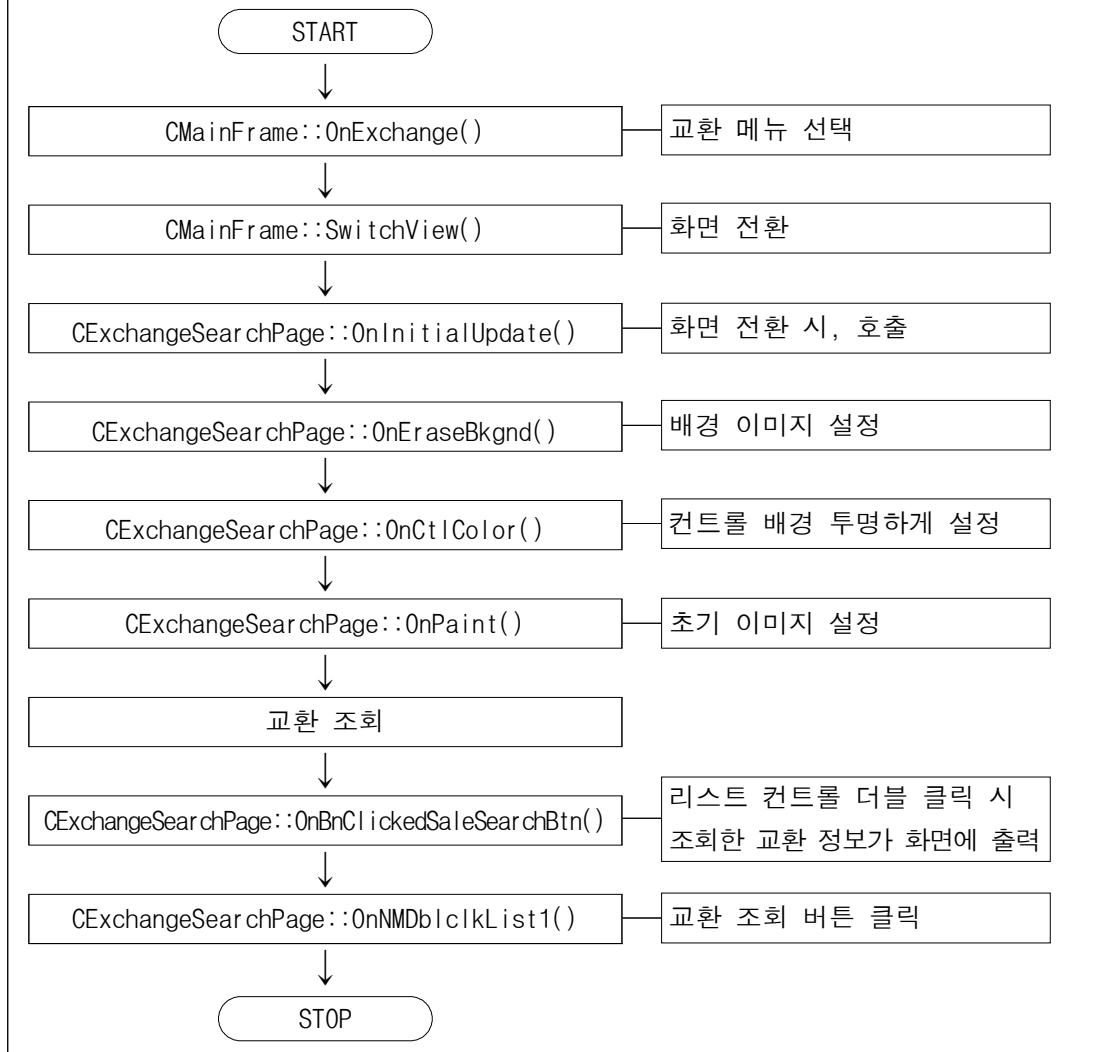 START
CMainFrame::OnExchange()
교환 메뉴 선택
CMainFrame::SwitchView()
화면 전환
CExchangeSearchPage::OnInitialUpdate()
화면 전환 시, 호출
CExchangeSearchPage::OnEraseBkgnd()
배경 이미지 설정
CExchangeSearchPage::OnCtlColor()
컨트롤 배경 투명하게 설정
CExchangeSearchPage::OnPaint()
초기 이미지 설정
교환 조회
CExchangeSearchPage::OnBnClickedSaleSearchBtn()
리스트 컨트롤 더블 클릭 시
조회한 교환 정보가 화면에 출력
CExchangeSearchPage::OnNMDblclkList1()
교환 조회 버튼 클릭
STOP